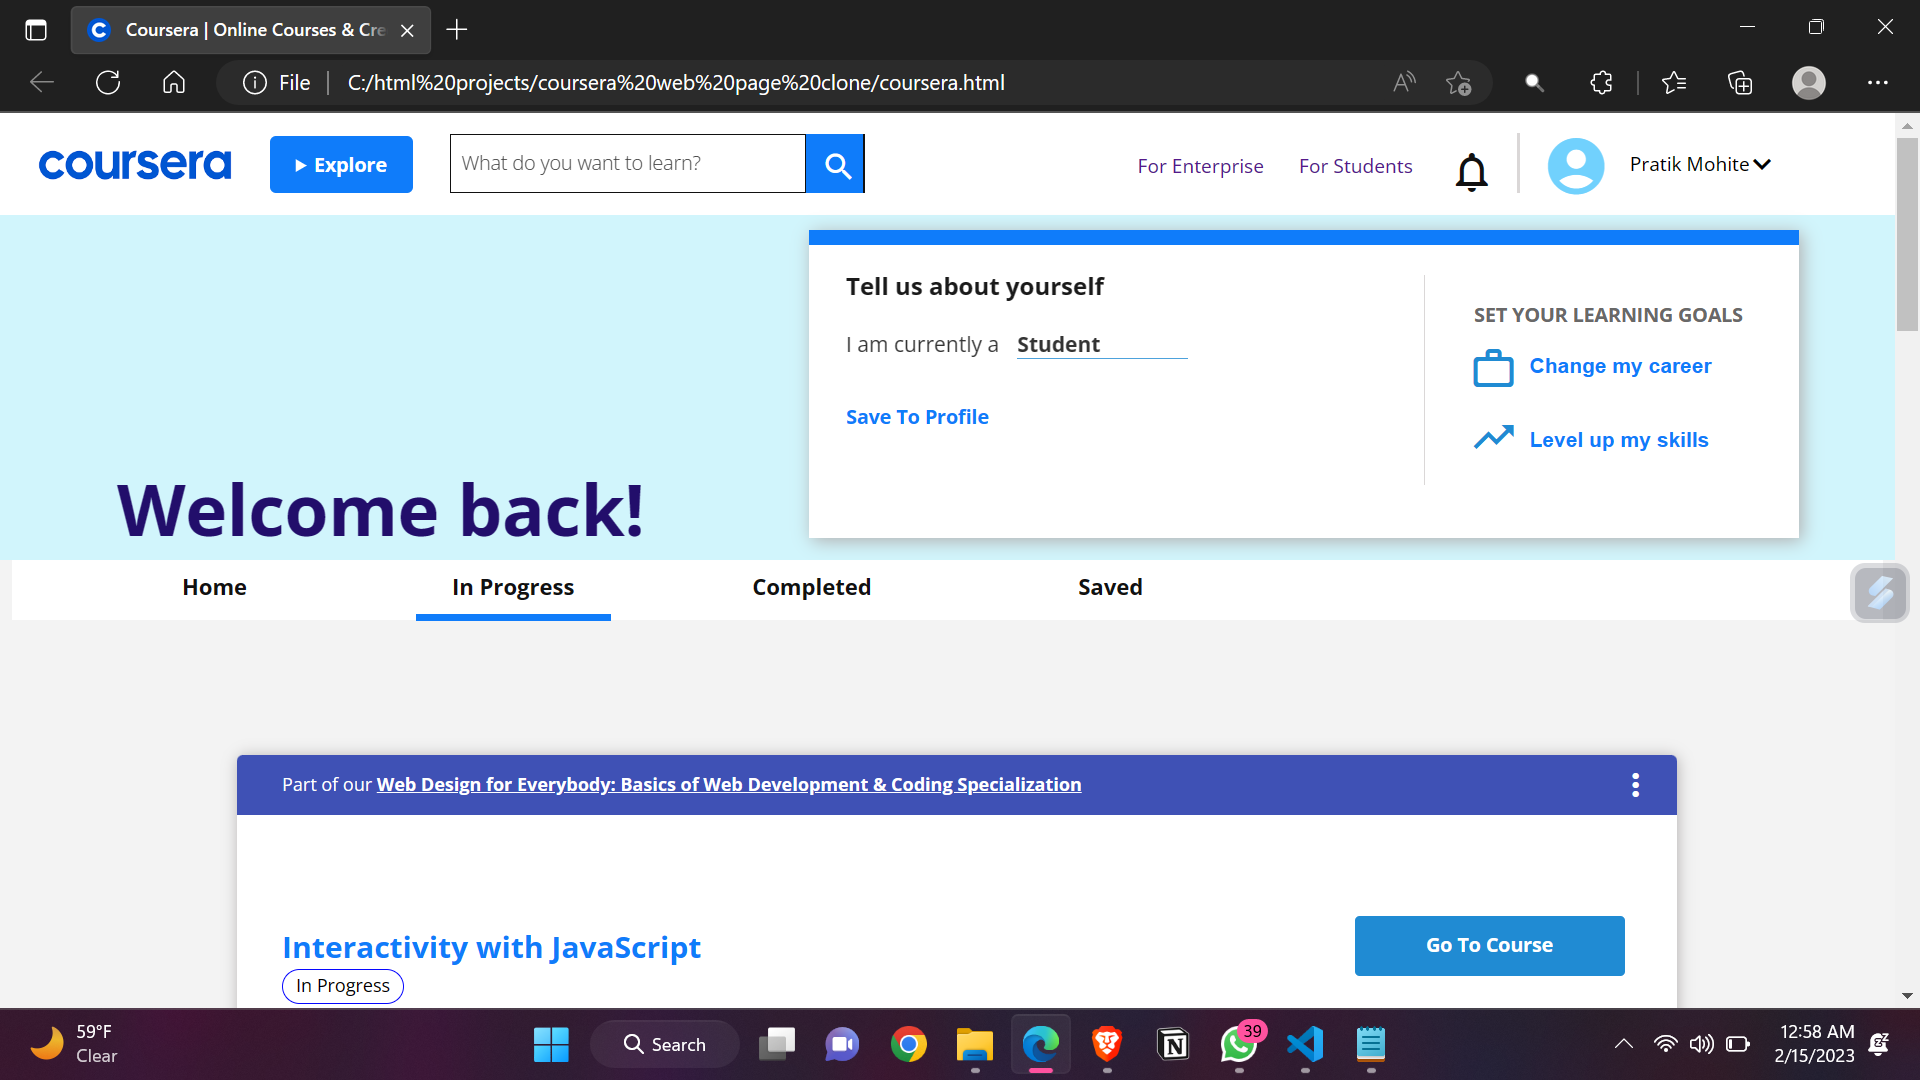 Coursera | Online Courses & Cre
File
C:/html%20projects/coursera%20web%20page%20clone/coursera.html
coursera
Explore
What do you want to learn?
For Enterprise
For Students
Pratik Mohite
Tell us about yourself
I am currently a Student
Save To Profile
SET YOUR LEARNING GOALS
Change my career
Level up my skills
Welcome back!
Home
In Progress
Completed
Saved
Part of our Web Design for Everybody: Basics of Web Development & Coding Specialization
Interactivity with JavaScript
Go To Course
In Progress
59°F
Clear
Search
39
12:58 AM
2/15/2023